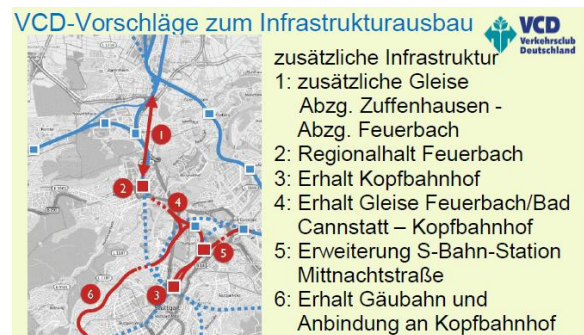 VCD-Vorschläge zum Infrastrukturausbau
VCD
Verkehrsclub
Deutschland
zusätzliche Infrastruktur
1: zusätzliche Gleise
Abzg. Zuffenhausen -
Abzg. Feuerbach
2: Regionalhalt Feuerbach
3: Erhalt Kopfbahnhof
4: Erhalt Gleise Feuerbach/Bad
Cannstatt – Kopfbahnhof
5: Erweiterung S-Bahn-Station
Mittnachtstraße
6: Erhalt Gäubahn und
Anbindung an Kopfbahnhof
1
2
4
5
6
3